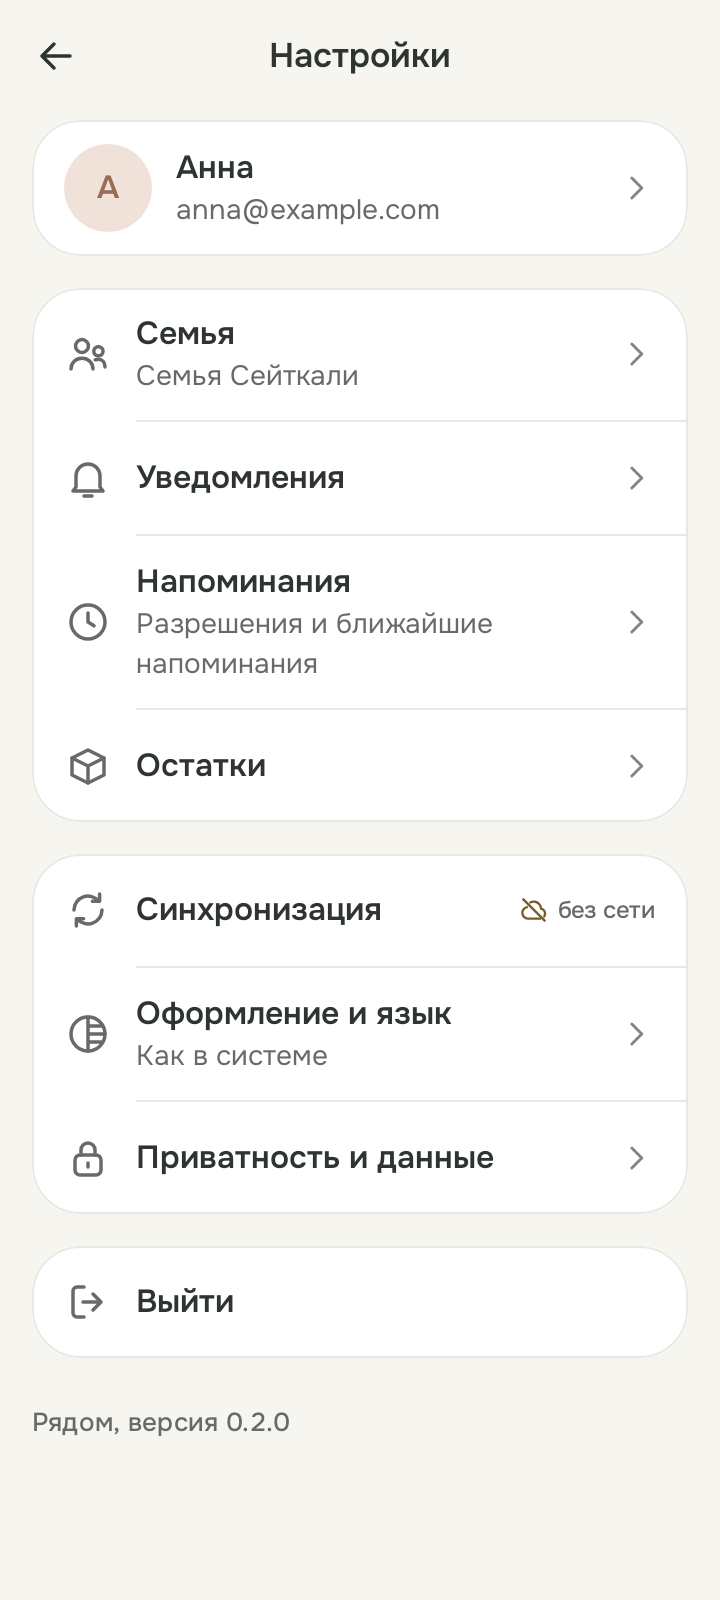 Настройки
А
Анна
anna@example.com
Семья
Семья Сейткали
Уведомления
Напоминания
Разрешения и ближайшие
напоминания
Остатки
Синхронизация
без сети
Оформление и язык
Как в системе
Приватность и данные
Выйти
Рядом, версия 0.2.0